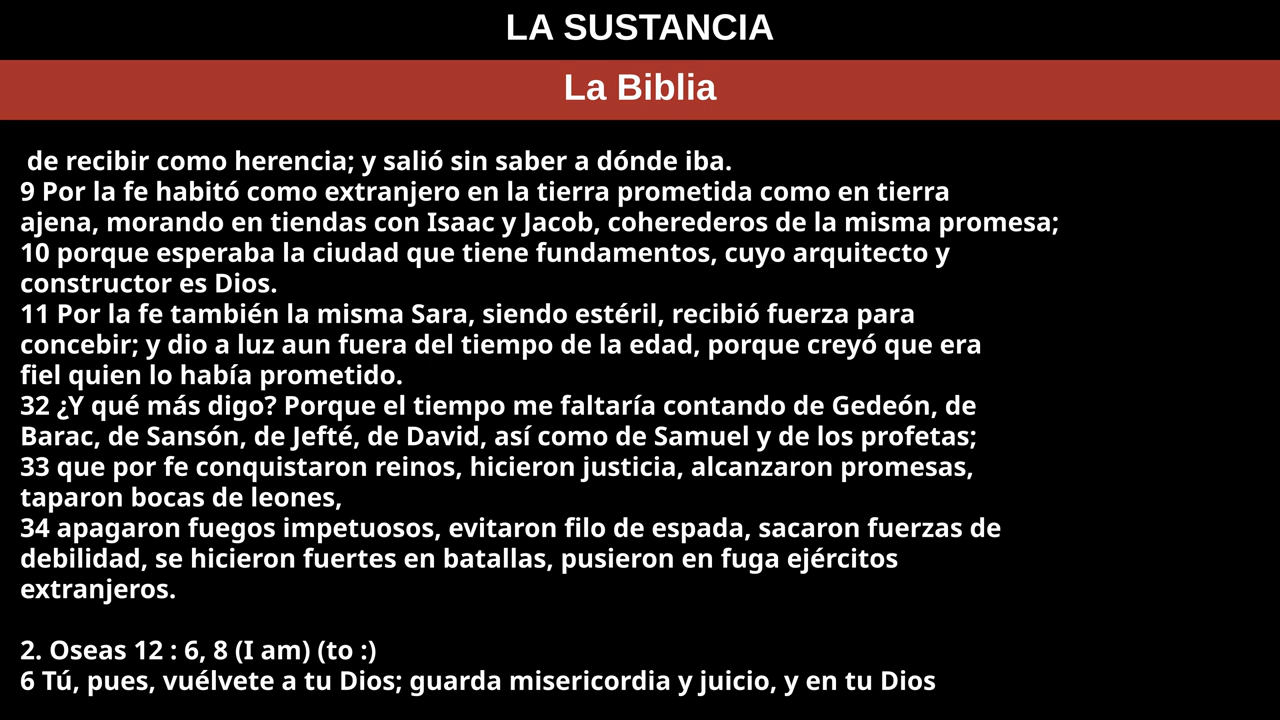 LA SUSTANCIA
La Biblia
de recibir como herencia; y salió sin saber a dónde iba.
9 Por la fe habitó como extranjero en la tierra prometida como en tierra
ajena, morando en tiendas con Isaac y Jacob, coherederos de la misma promesa;
10 porque esperaba la ciudad que tiene fundamentos, cuyo arquitecto y
constructor es Dios.
11 Por la fe también la misma Sara, siendo estéril, recibió fuerza para
concebir; y dio a luz aun fuera del tiempo de la edad, porque creyó que era
fiel quien lo había prometido.
32 ¿Y qué más digo? Porque el tiempo me faltaría contando de Gedeón, de
Barac, de Sansón, de Jefté, de David, así como de Samuel y de los profetas;
33 que por fe conquistaron reinos, hicieron justicia, alcanzaron promesas,
taparon bocas de leones,
34 apagaron fuegos impetuosos, evitaron filo de espada, sacaron fuerzas de
debilidad, se hicieron fuertes en batallas, pusieron en fuga ejércitos
extranjeros.
2. Oseas 12 : 6, 8 (I am) (to :)
6 Tú, pues, vuélvete a tu Dios; guarda misericordia y juicio, y en tu Dios